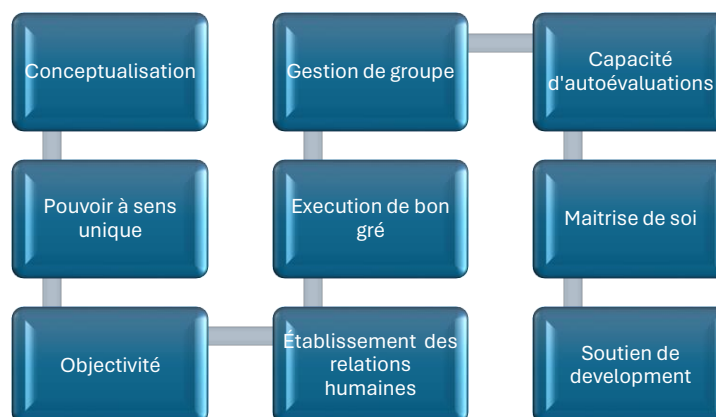 Conceptualisation
Pouvoir à sens
unique
Objectivité
Établissement des
relations
humaines
Execution de bon
gré
Gestion de groupe
Capacité
d'autoévaluations
Maitrise de soi
Soutien de
development